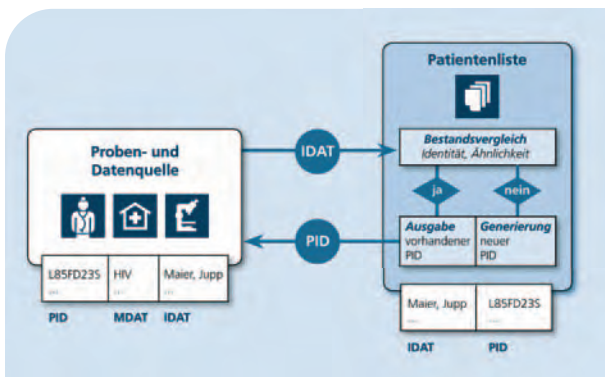 Patientenliste
Bestandsvergleich
Identität, Ähnlichkeit
IDAT
Proben- und
Datenquelle
ja
nein
PID
Ausgabe
vorhandener
PID
Generierung
neuer
PID
L85FD23S
...
HIV
...
Maier, Jupp
...
PID
MDAT
IDAT
Maier, Jupp
...
L85FD23S
...
IDAT
PID